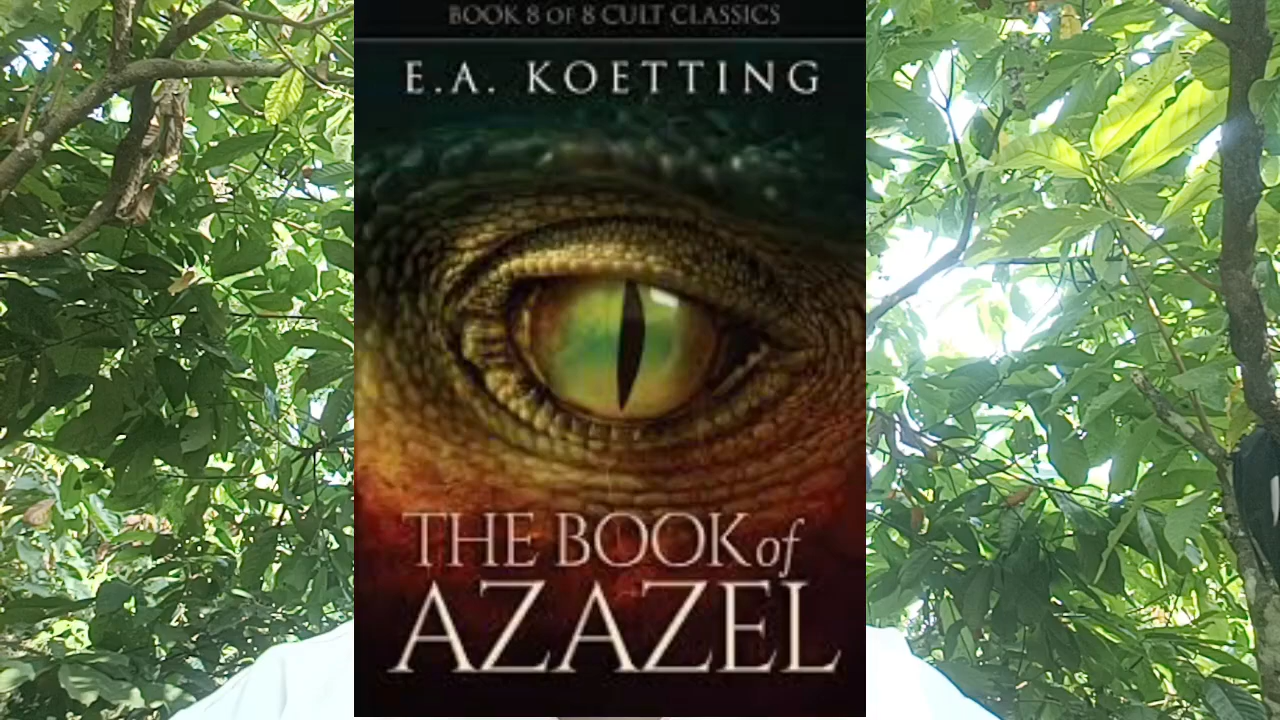 BOOK 8 OF 8 CULT CLASSICS
E.A. KOETTING
THE BOOK of
AZAZEL